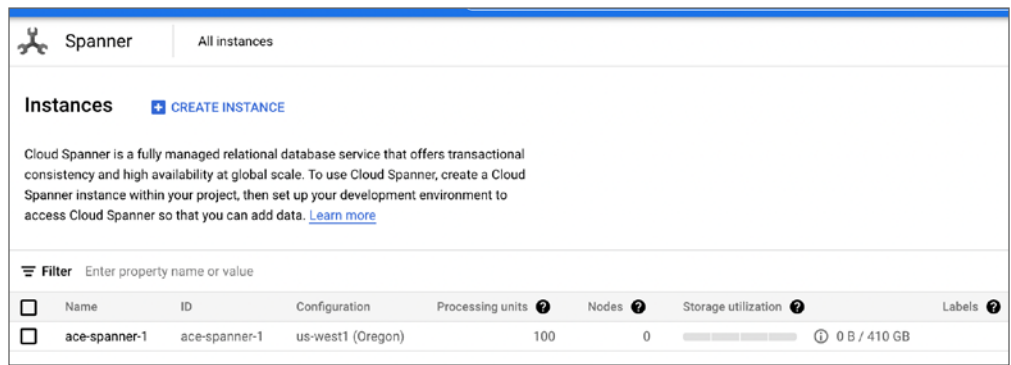 Spanner All instances
Instances CREATE INSTANCE
Cloud Spanner is a fully managed relational database service that offers transactional
consistency and high availability at global scale. To use Cloud Spanner, create a Cloud
Spanner instance within your project, then set up your development environment to
access Cloud Spanner so that you can add data. Learn more
Filter Enter property name or value
Name ID Configuration Processing units Nodes Storage utilization Labels
ace-spanner-1 ace-spanner-1 us-west1 (Oregon) 100 0 0 B / 410 GB